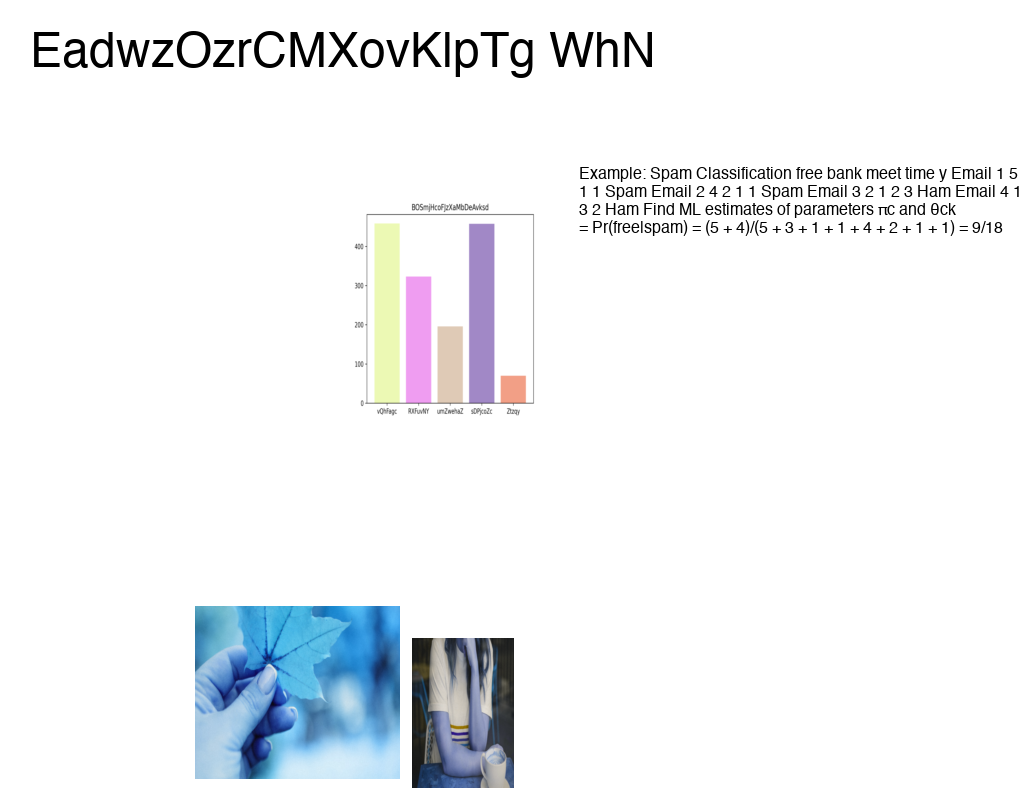 EadwzOzrCMXovKlpTg WhN
Example: Spam Classification free bank meet time y Email 1 5
1 1 Spam Email 2 4 2 1 1 Spam Email 3 2 1 2 3 Ham Email 4 1
3 2 Ham Find ML estimates of parameters πc and θck
= Pr(free|spam) = (5 + 4)/(5 + 3 + 1 + 1 + 4 + 2 + 1 + 1) = 9/18
BOSmjHcoFjzXaMbDeAvksd
400
300
200
100
0
vQhFagc RXFuvNY umZwehaZ sDPjcoZc Ztzqy